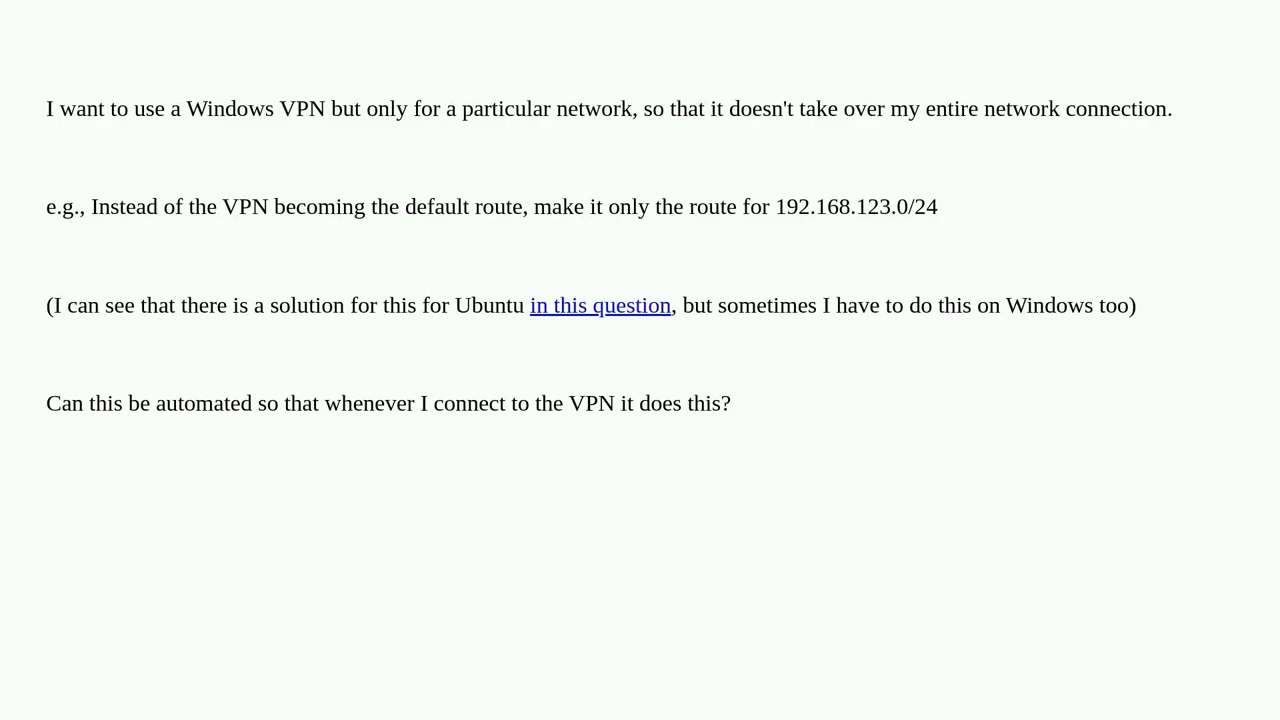 I want to use a Windows VPN but only for a particular network, so that it doesn't take over my entire network connection.
e.g., Instead of the VPN becoming the default route, make it only the route for 192.168.123.0/24
(I can see that there is a solution for this for Ubuntu in this question, but sometimes I have to do this on Windows too)
Can this be automated so that whenever I connect to the VPN it does this?